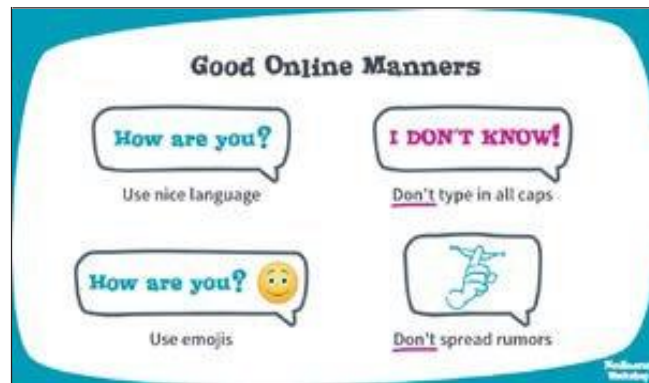 Good Online Manners
How are you?
I DON'T KNOW!
Use nice language
Don't type in all caps
How are you?
Use emojis
Don't spread rumors